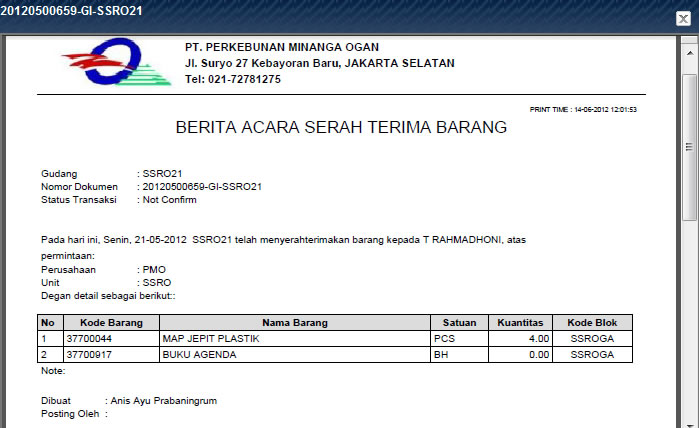 20120500659-GI-SSRO21
PT. PERKEBUNAN MINANGA OGAN
Jl. Suryo 27 Kebayoran Baru, JAKARTA SELATAN
Tel: 021-72781275
PRINT TIME : 14-06-2012 12:01:53
BERITA ACARA SERAH TERIMA BARANG
Gudang : SSRO21
Nomor Dokumen : 20120500659-GI-SSRO21
Status Transaksi : Not Confirm
Pada hari ini, Senin, 21-05-2012 SSRO21 telah menyerahterimakan barang kepada T RAHMADHONI, atas
permintaan:
Perusahaan : PMO
Unit : SSRO
Degan detail sebagai berikut::
No Kode Barang Nama Barang Satuan Kuantitas Kode Blok
1 37700044 MAP JEPIT PLASTIK PCS 4.00 SSROGA
2 37700917 BUKU AGENDA BH 0.00 SSROGA
Note:
Dibuat : Anis Ayu Prabaningrum
Posting Oleh :